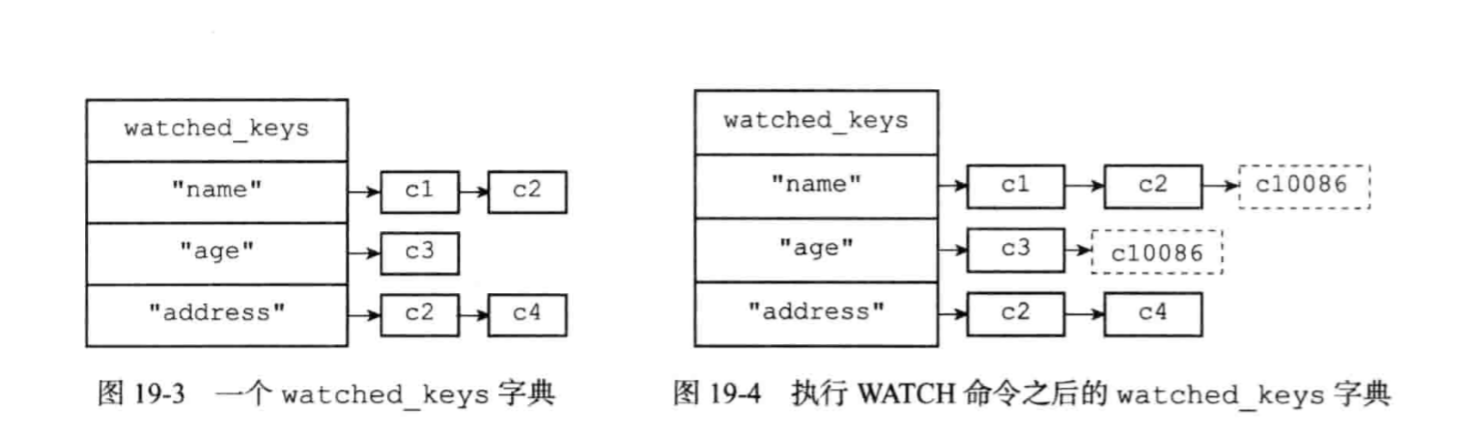 watched_keys
"name" c1 c2
"age" c3
"address" c2 c4
图 19-3 一个 watched_keys 字典
watched_keys
"name" c1 c2 c10086
"age" c3 c10086
"address" c2 c4
图 19-4 执行 WATCH 命令之后的 watched_keys 字典